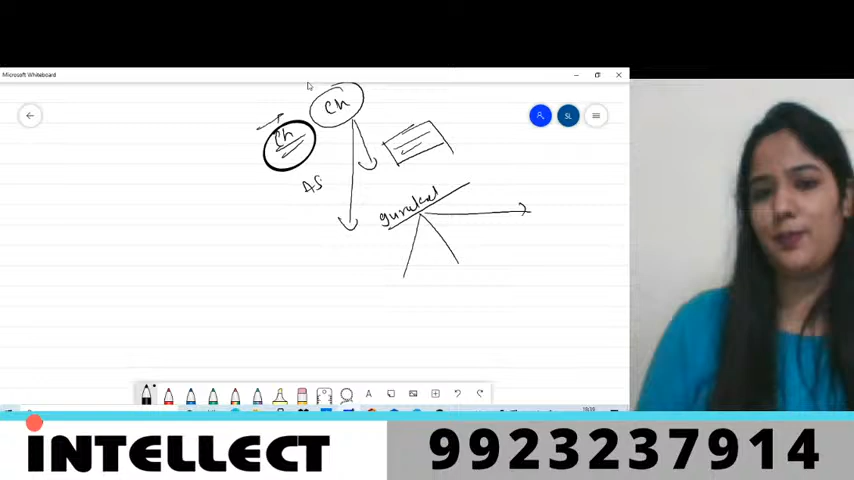 Microsoft Whiteboard
SL
Ch
Ch
AS
gurukul
A
INTELLECT
9923237914